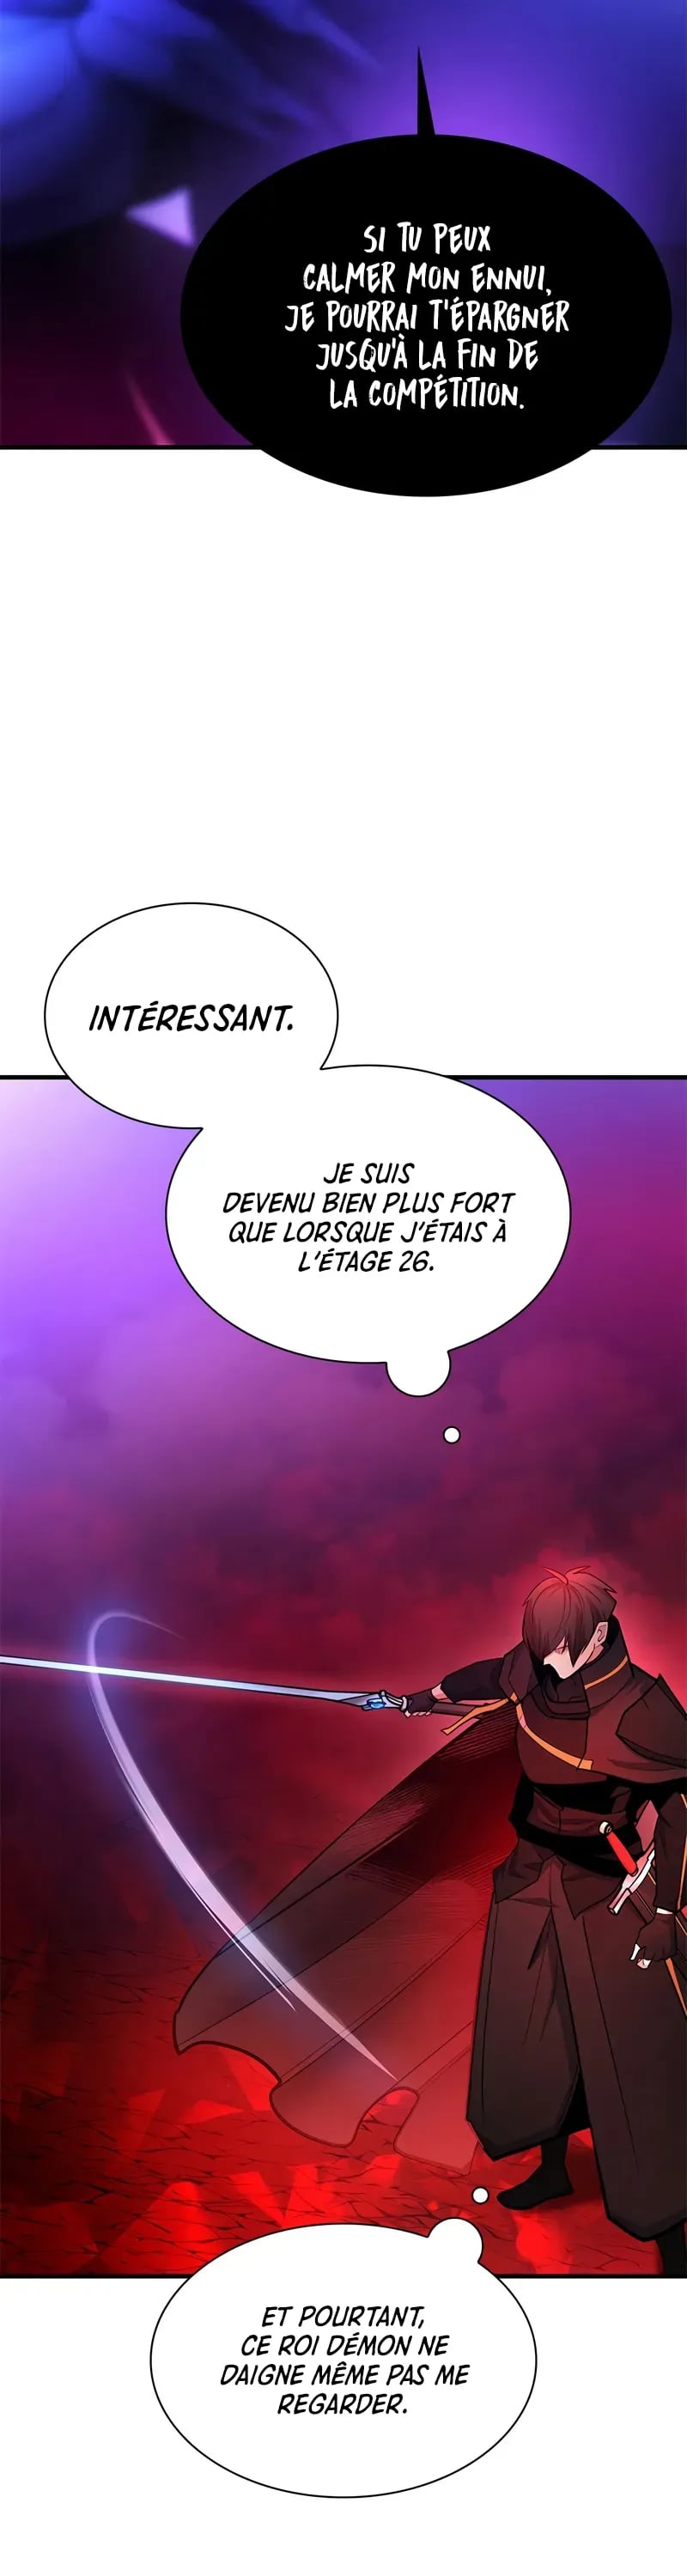 SI TU PEUX
CALMER MON ENNUI,
JE POURRAI T'ÉPARGNER
JUSQU'À LA FIN DE
LA COMPÉTITION.
INTÉRESSANT.
JE SUIS
DEVENU BIEN PLUS FORT
QUE LORSQUE J'ÉTAIS À
L'ÉTAGE 26.
ET POURTANT,
CE ROI DÉMON NE
DAIGNE MÊME PAS ME
REGARDER.